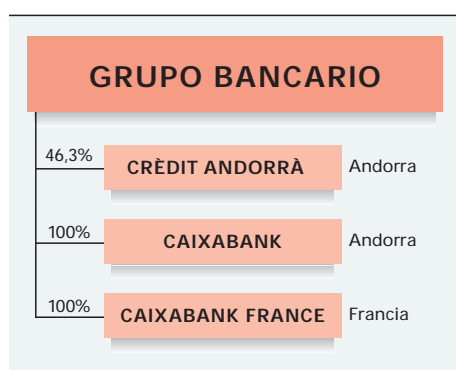 GRUPO BANCARIO
46,3% CRÈDIT ANDORRÀ Andorra
100% CAIXABANK Andorra
100% CAIXABANK FRANCE Francia